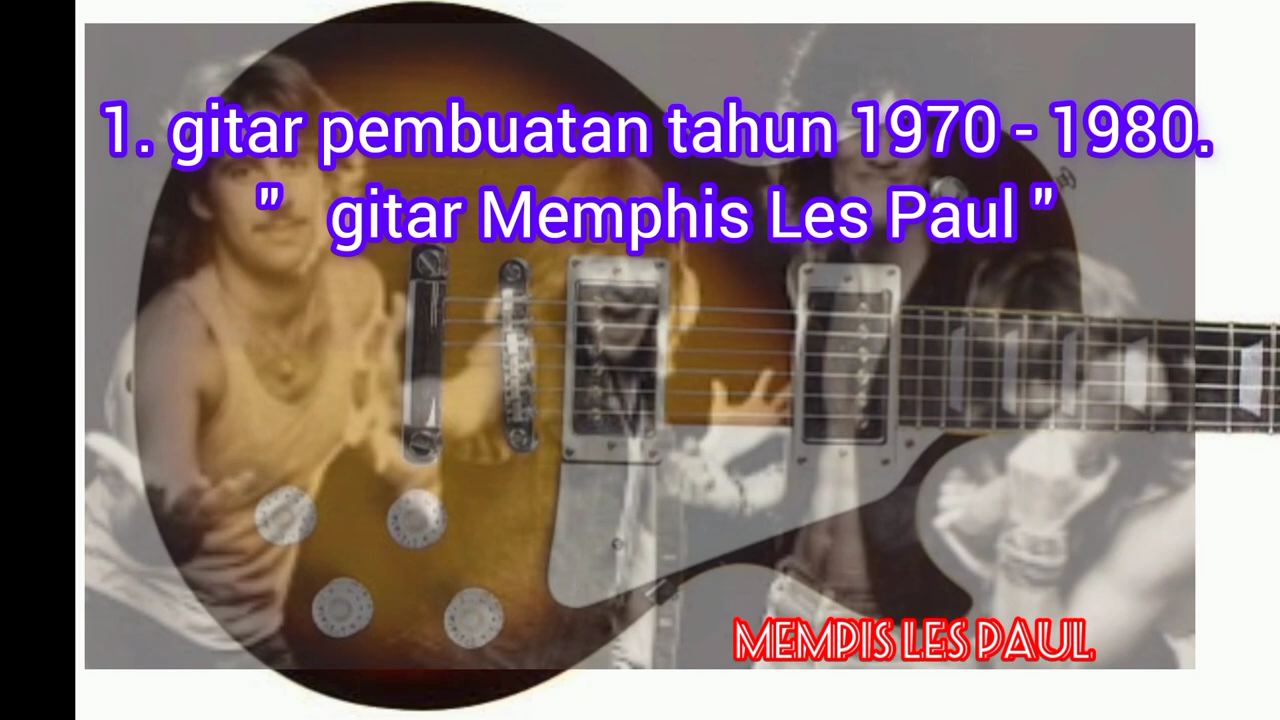 1. gitar pembuatan tahun 1970 - 1980.
" gitar Memphis Les Paul "
MEMPIS LES PAUL